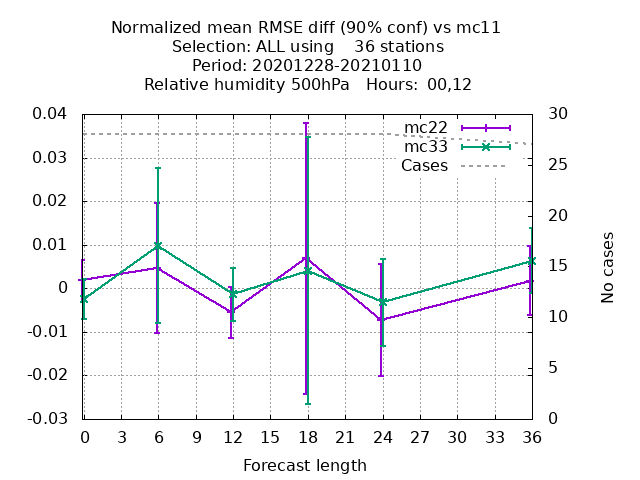 Normalized mean RMSE diff (90% conf) vs mc11
Selection: ALL using    36 stations
Period: 20201228-20210110
Relative humidity 500hPa   Hours:  00,12
0.04
0.03
0.02
0.01
0
-0.01
-0.02
-0.03
30
25
20
15
10
5
0
mc22
mc33
Cases
No cases
0 3 6 9 12 15 18 21 24 27 30 33 36
Forecast length